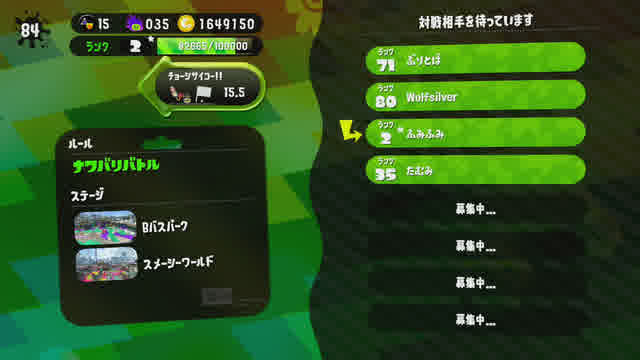 84
15
035
1649150
ランク 2 82665/100000
チョーシサイコー!!
15.5
ルール
ナワバリバトル
ステージ
Bバスパーク
スメーシーワールド
対戦相手を待っています
ランク 71 ぷりとば
ランク 80 Wolfsilver
ランク 2 ふみふみ
ランク 35 たむみ
募集中...
募集中...
募集中...
募集中...